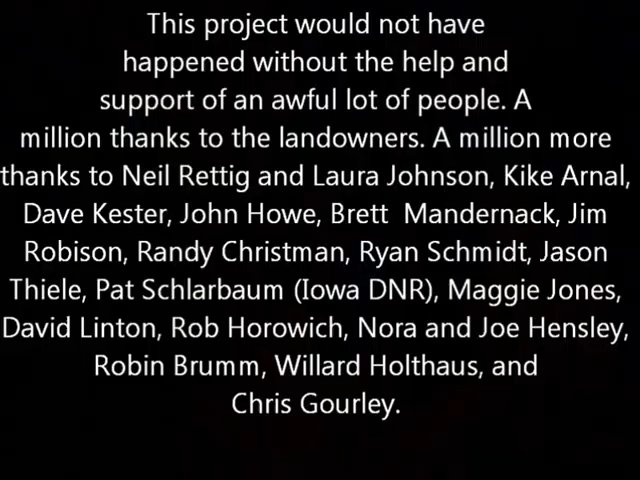 This project would not have
happened without the help and
support of an awful lot of people. A
million thanks to the landowners. A million more
thanks to Neil Rettig and Laura Johnson, Kike Arnal,
Dave Kester, John Howe, Brett  Mandernack, Jim
Robison, Randy Christman, Ryan Schmidt, Jason
Thiele, Pat Schlarbaum (Iowa DNR), Maggie Jones,
David Linton, Rob Horowich, Nora and Joe Hensley,
Robin Brumm, Willard Holthaus, and
Chris Gourley.